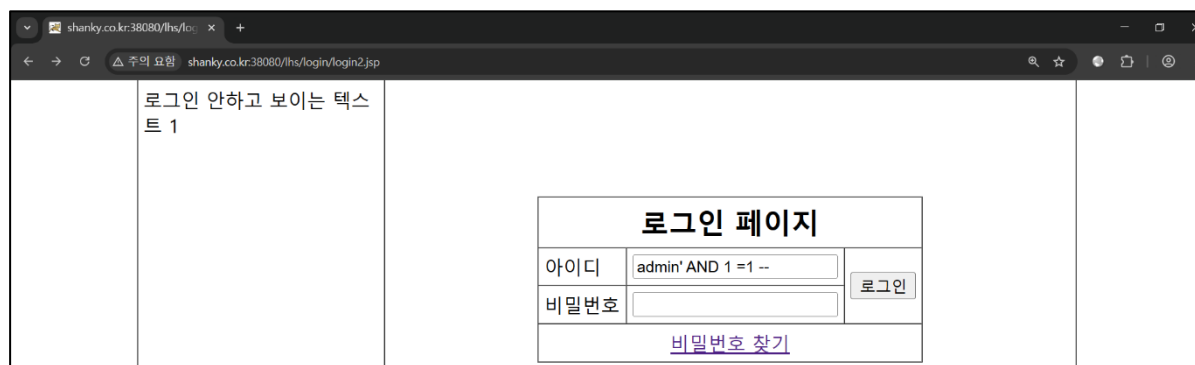 shanky.co.kr:38080/lhs/log
주의 요함 shanky.co.kr:38080/lhs/login/login2.jsp
로그인 안하고 보이는 텍스
트 1
로그인 페이지
아이디 admin' AND 1 =1 --
로그인
비밀번호
비밀번호 찾기